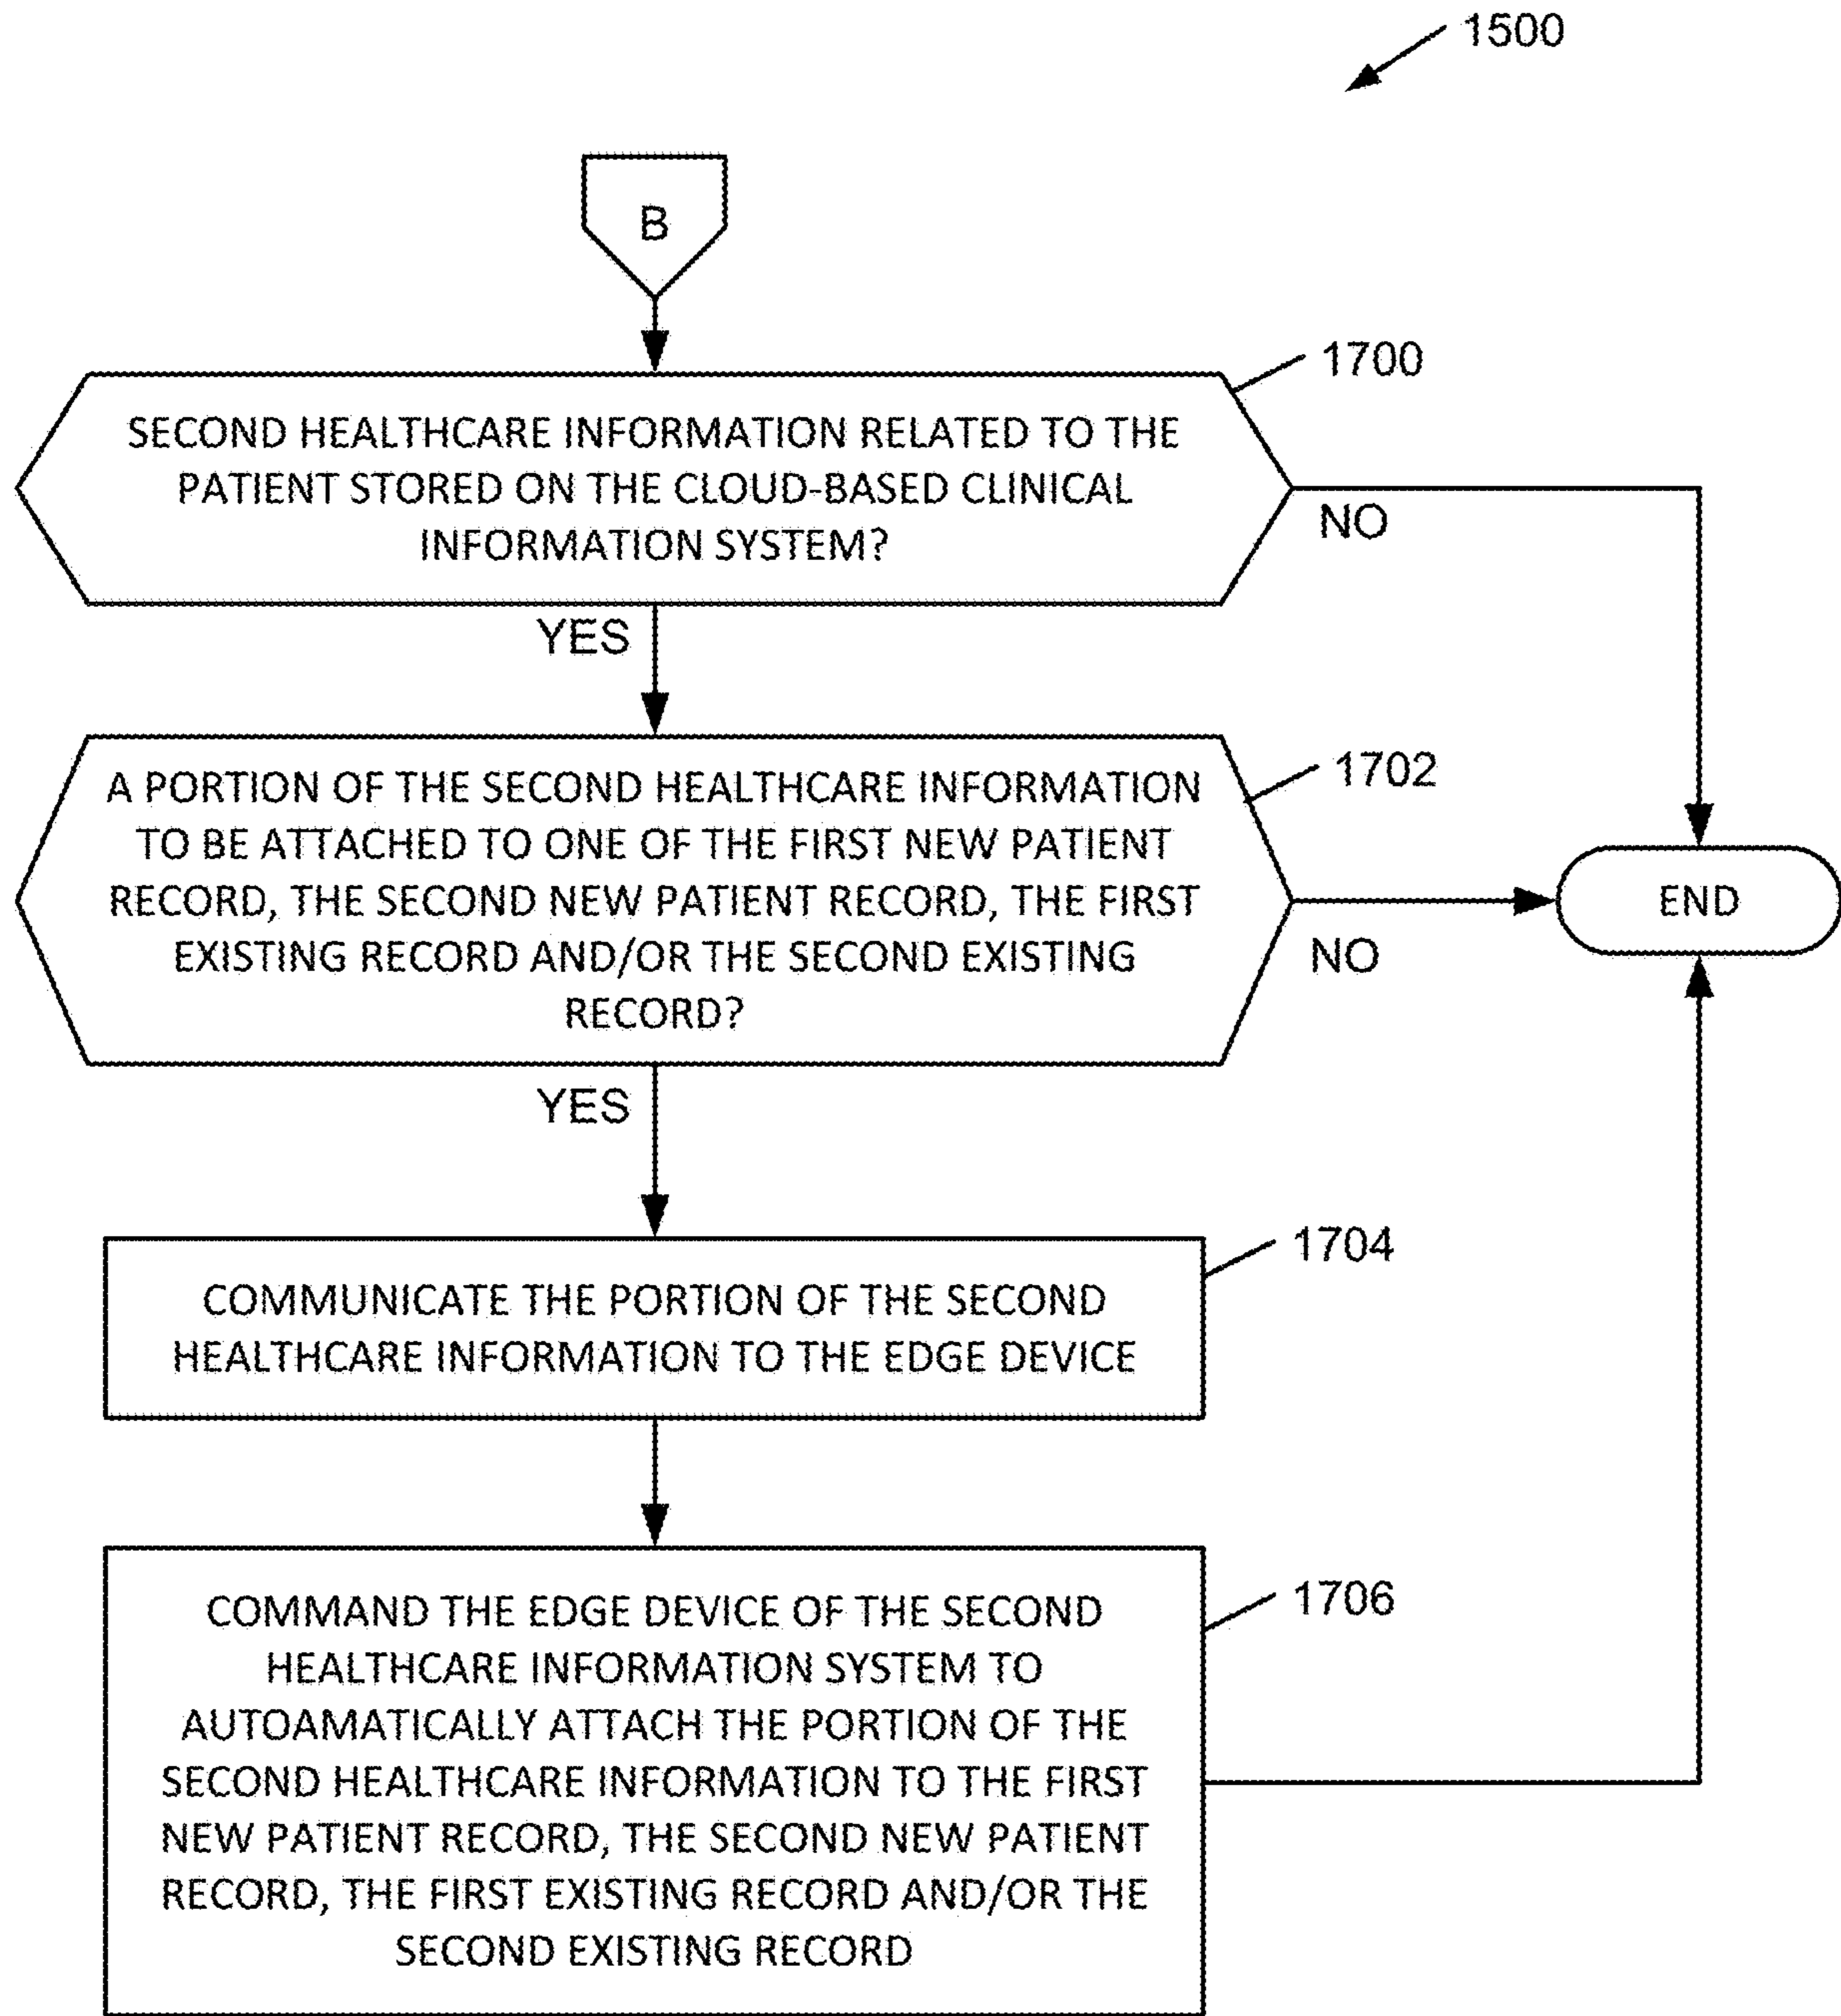 1500
B
1700
SECOND HEALTHCARE INFORMATION RELATED TO THE
PATIENT STORED ON THE CLOUD-BASED CLINICAL
INFORMATION SYSTEM?
NO
YES
1702
A PORTION OF THE SECOND HEALTHCARE INFORMATION
TO BE ATTACHED TO ONE OF THE FIRST NEW PATIENT
RECORD, THE SECOND NEW PATIENT RECORD, THE FIRST
EXISTING RECORD AND/OR THE SECOND EXISTING
RECORD?
END
NO
YES
1704
COMMUNICATE THE PORTION OF THE SECOND
HEALTHCARE INFORMATION TO THE EDGE DEVICE
1706
COMMAND THE EDGE DEVICE OF THE SECOND
HEALTHCARE INFORMATION SYSTEM TO
AUTOAMATICALLY ATTACH THE PORTION OF THE
SECOND HEALTHCARE INFORMATION TO THE FIRST
NEW PATIENT RECORD, THE SECOND NEW PATIENT
RECORD, THE FIRST EXISTING RECORD AND/OR THE
SECOND EXISTING RECORD